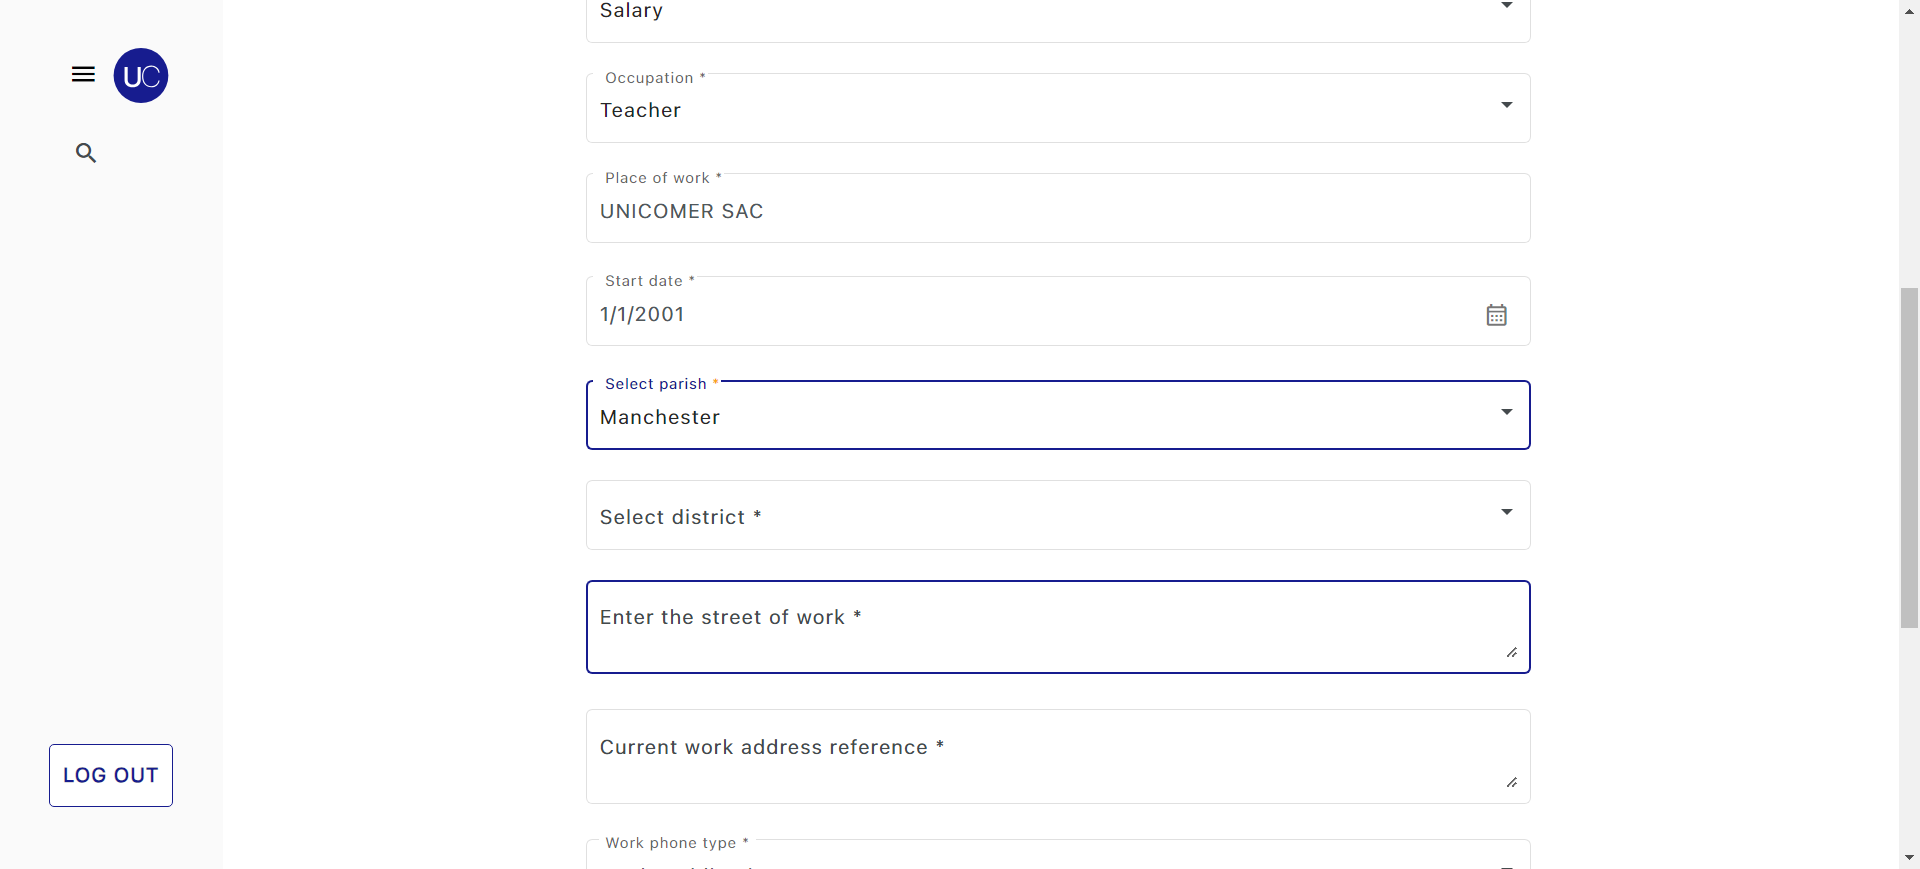 Salary
UC
Occupation *
Teacher
Place of work *
UNICOMER SAC
Start date *
1/1/2001
Select parish *
Manchester
Select district *
Enter the street of work *
Current work address reference *
LOG OUT
Work phone type *